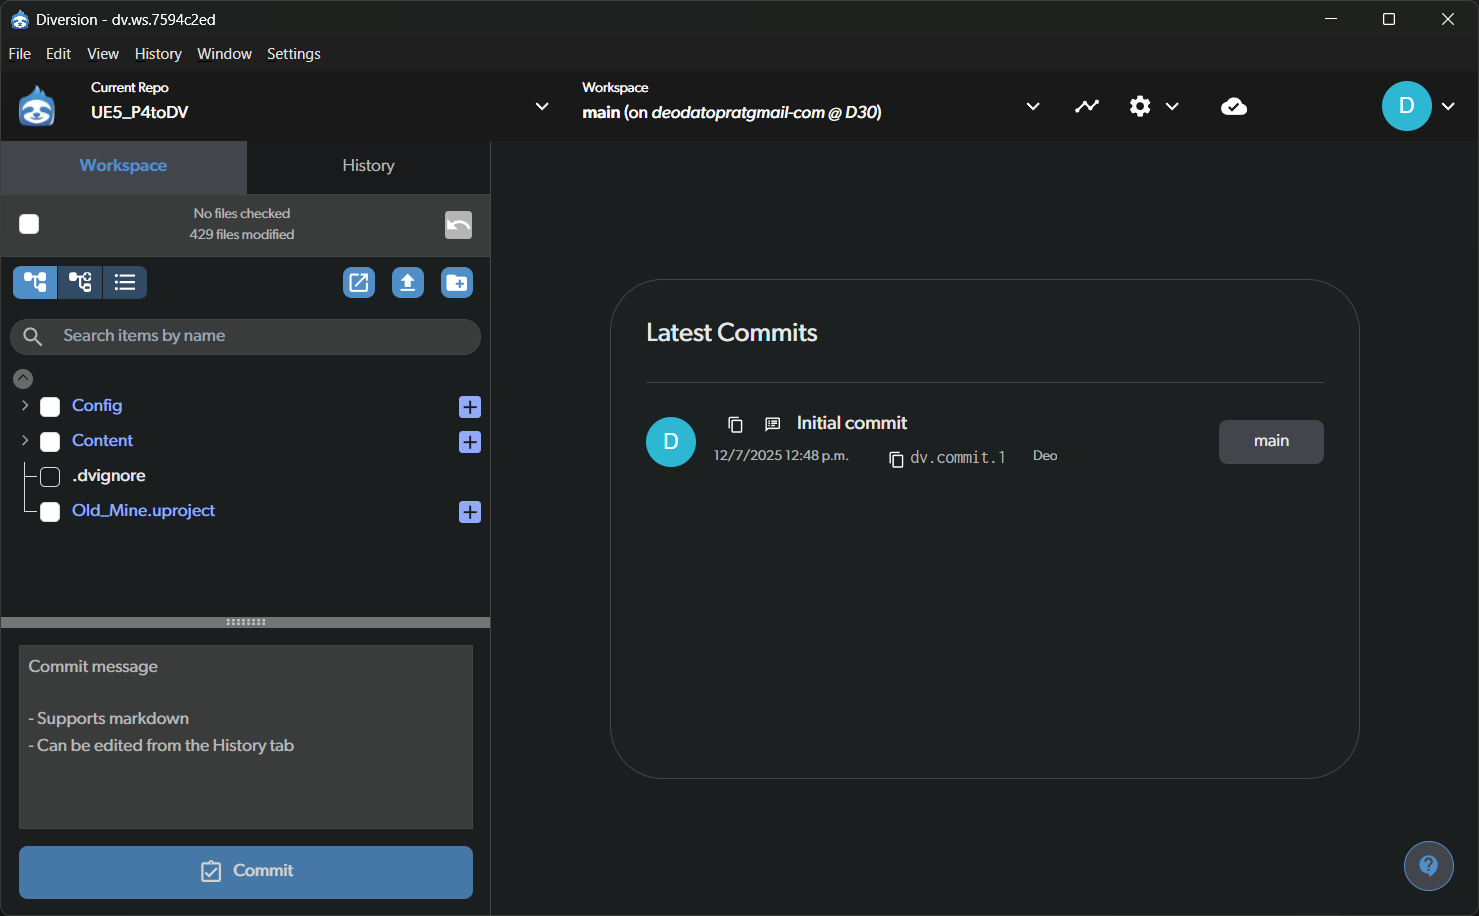 Diversion - dv.ws.7594c2ed
File Edit View History Window Settings
Current Repo
UE5_P4toDV
Workspace
main (on deodatopratgmail-com @ D30)
D
Workspace
History
No files checked
429 files modified
Search items by name
Config
Content
.dvignore
Old_Mine.uproject
Commit message
- Supports markdown
- Can be edited from the History tab
Commit
Latest Commits
D
Initial commit
12/7/2025 12:48 p.m.
dv.commit.1
Deo
main